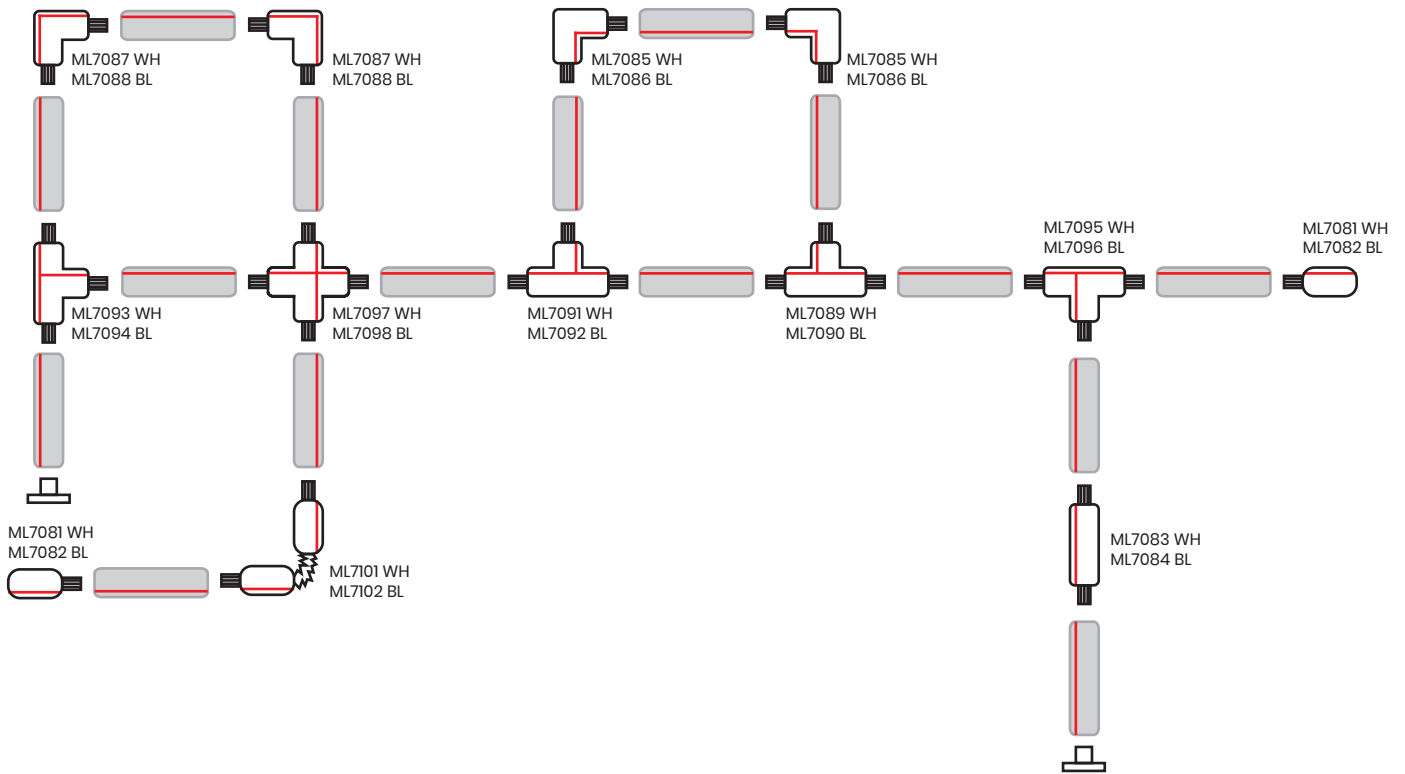 ML7087 WH
ML7088 BL
ML7087 WH
ML7088 BL
ML7085 WH
ML7086 BL
ML7085 WH
ML7086 BL
ML7095 WH
ML7096 BL
ML7081 WH
ML7082 BL
ML7093 WH
ML7094 BL
ML7097 WH
ML7098 BL
ML7091 WH
ML7092 BL
ML7089 WH
ML7090 BL
ML7081 WH
ML7082 BL
ML7101 WH
ML7102 BL
ML7083 WH
ML7084 BL